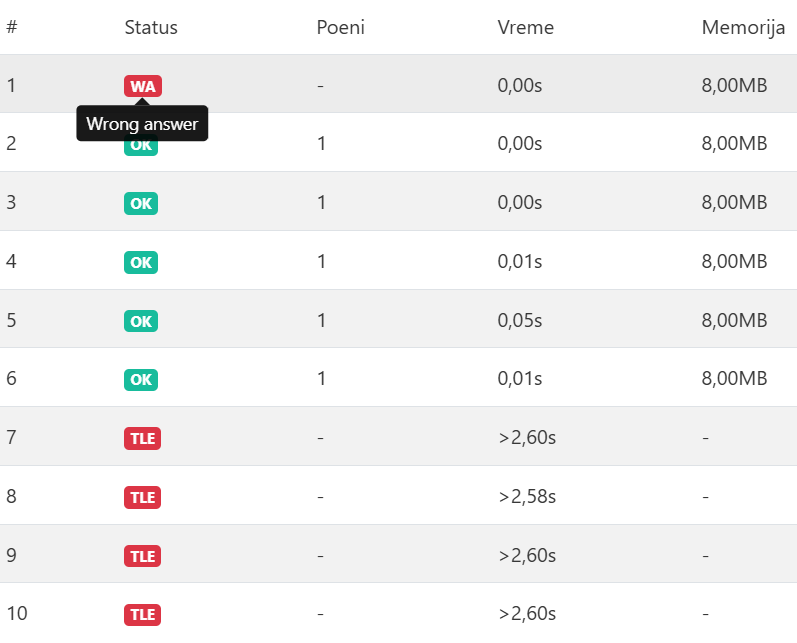 # Status Poeni Vreme Memorija
1 WA - 0,00s 8,00MB
Wrong answer
2 OK 1 0,00s 8,00MB
3 OK 1 0,00s 8,00MB
4 OK 1 0,01s 8,00MB
5 OK 1 0,05s 8,00MB
6 OK 1 0,01s 8,00MB
7 TLE - >2,60s -
8 TLE - >2,58s -
9 TLE - >2,60s -
10 TLE - >2,60s -